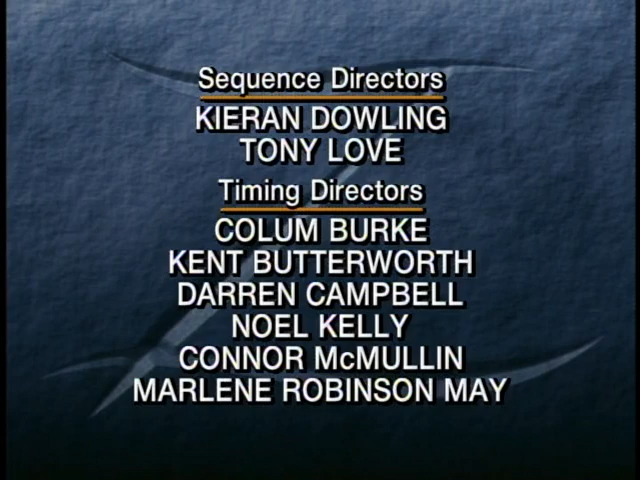 Sequence Directors
KIERAN DOWLING
TONY LOVE
Timing Directors
COLUM BURKE
KENT BUTTERWORTH
DARREN CAMPBELL
NOEL KELLY
CONNOR McMULLIN
MARLENE ROBINSON MAY